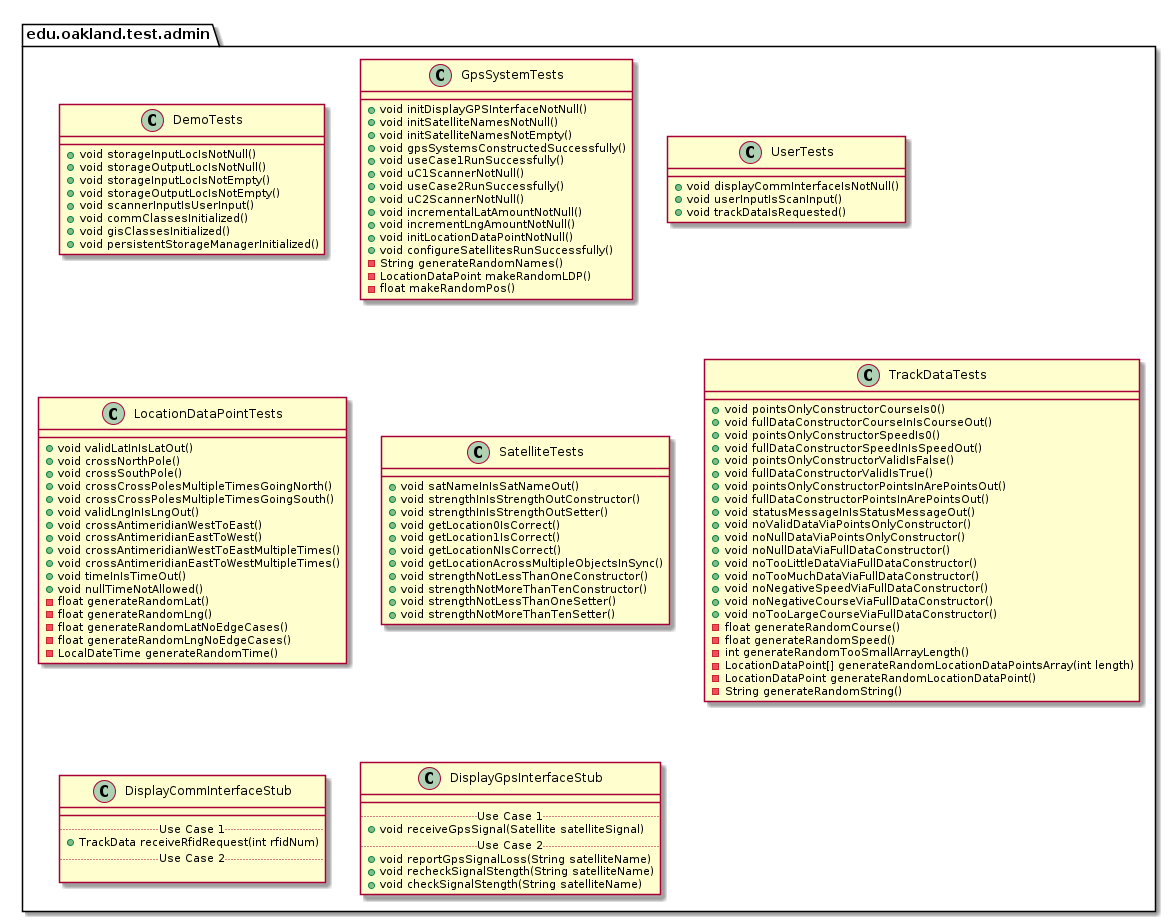 edu.oakland.test.admin
C DemoTests
void storageInputLocIsNotNull()
void storageOutputLocIsNotNull()
void storageInputLocIsNotEmpty()
void storageOutputLocIsNotEmpty()
void scannerInputIsUserInput()
void commClassesInitialized()
void gisClassesInitialized()
void persistentStorageManagerInitialized()
C GpsSystemTests
void initDisplayGPSInterfaceNotNull()
void initSatelliteNamesNotNull()
void initSatelliteNamesNotEmpty()
void gpsSystemsConstructedSuccessfully()
void useCase1RunSuccessfully()
void uC1ScannerNotNull()
void useCase2RunSuccessfully()
void uC2ScannerNotNull()
void incrementalLatAmountNotNull()
void incrementLngAmountNotNull()
void initLocationDataPointNotNull()
void configureSatellitesRunSuccessfully()
String generateRandomNames()
LocationDataPoint makeRandomLDP()
float makeRandomPos()
C UserTests
void displayCommInterfaceIsNotNull()
void userInputIsScanInput()
void trackDataIsRequested()
C LocationDataPointTests
void validLatInIsLatOut()
void crossNorthPole()
void crossSouthPole()
void crossCrossPolesMultipleTimesGoingNorth()
void crossCrossPolesMultipleTimesGoingSouth()
void validLngInIsLngOut()
void crossAntimeridianWestToEast()
void crossAntimeridianEastToWest()
void crossAntimeridianWestToEastMultipleTimes()
void crossAntimeridianEastToWestMultipleTimes()
void timeInIsTimeOut()
void nullTimeNotAllowed()
float generateRandomLat()
float generateRandomLng()
float generateRandomLatNoEdgeCases()
float generateRandomLngNoEdgeCases()
LocalDateTime generateRandomTime()
C SatelliteTests
void satNameInIsSatNameOut()
void strengthInIsStrengthOutConstructor()
void strengthInIsStrengthOutSetter()
void getLocation0IsCorrect()
void getLocation1IsCorrect()
void getLocationNIsCorrect()
void getLocationAcrossMultipleObjectsInSync()
void strengthNotLessThanOneConstructor()
void strengthNotMoreThanTenConstructor()
void strengthNotLessThanOneSetter()
void strengthNotMoreThanTenSetter()
C TrackDataTests
void pointsOnlyConstructorCourseIs0()
void fullDataConstructorCourseInIsCourseOut()
void pointsOnlyConstructorSpeedIs0()
void fullDataConstructorSpeedInIsSpeedOut()
void pointsOnlyConstructorValidIsFalse()
void fullDataConstructorValidIsTrue()
void pointsOnlyConstructorPointsInArePointsOut()
void fullDataConstructorPointsInArePointsOut()
void statusMessageInIsStatusMessageOut()
void noValidDataViaPointsOnlyConstructor()
void noNullDataViaPointsOnlyConstructor()
void noNullDataViaFullDataConstructor()
void noTooLittleDataViaFullDataConstructor()
void noTooMuchDataViaFullDataConstructor()
void noNegativeSpeedViaFullDataConstructor()
void noNegativeCourseViaFullDataConstructor()
void noTooLargeCourseViaFullDataConstructor()
float generateRandomCourse()
float generateRandomSpeed()
int generateRandomTooSmallArrayLength()
LocationDataPoint[] generateRandomLocationDataPointsArray(int length)
LocationDataPoint generateRandomLocationDataPoint()
String generateRandomString()
C DisplayCommInterfaceStub
Use Case 1
TrackData receiveRfidRequest(int rfidNum)
Use Case 2
C DisplayGpsInterfaceStub
Use Case 1
void receiveGpsSignal(Satellite satelliteSignal)
Use Case 2
void reportGpsSignalLoss(String satelliteName)
void recheckSignalStength(String satelliteName)
void checkSignalStength(String satelliteName)